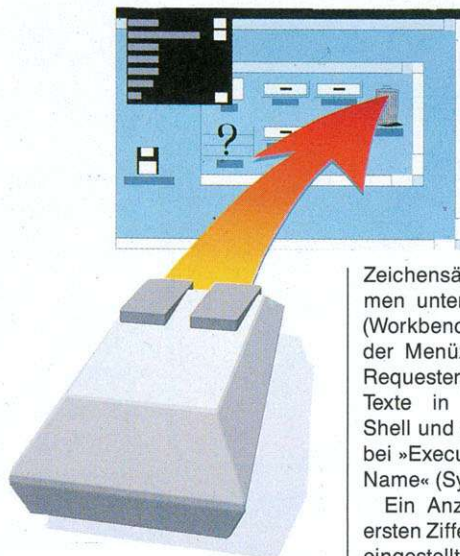 ?
Zeichensä
men unter
(Workbenc
der Menüz
Requester
Texte in
Shell und
bei »Execu
Name« (Sy
Ein Anz
ersten Ziffe
eingestellt